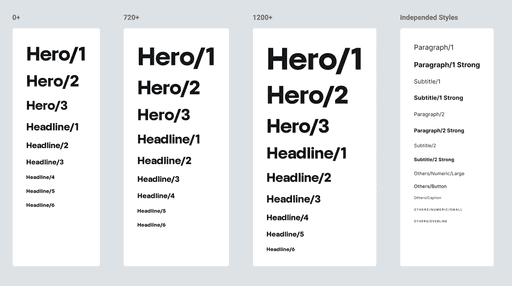 0+
Hero/1
Hero/2
Hero/3
Headline/1
Headline/2
Headline/3
Headline/4
Headline/5
Headline/6
720+
Hero/1
Hero/2
Hero/3
Headline/1
Headline/2
Headline/3
Headline/4
Headline/5
Headline/6
1200+
Hero/1
Hero/2
Hero/3
Headline/1
Headline/2
Headline/3
Headline/4
Headline/5
Headline/6
Independed Styles
Paragraph/1
Paragraph/1 Strong
Subtitle/1
Subtitle/1 Strong
Paragraph/2
Paragraph/2 Strong
Subtitle/2
Subtitle/2 Strong
Others/Numeric/Large
Others/Button
Others/Caption
OTHERS/NUMERIC/SMALL
OTHERS/OVERLINE